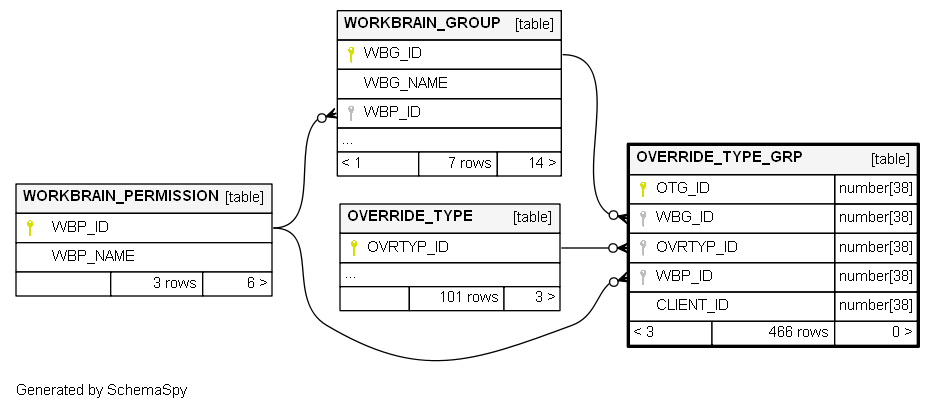 WORKBRAIN_GROUP [table]
WBG_ID
WBG_NAME
WBP_ID
...
< 1 7 rows 14 >
WORKBRAIN_PERMISSION [table]
WBP_ID
WBP_NAME
3 rows 6 >
OVERRIDE_TYPE [table]
OVRTYP_ID
...
101 rows 3 >
OVERRIDE_TYPE_GRP [table]
OTG_ID number[38]
WBG_ID number[38]
OVRTYP_ID number[38]
WBP_ID number[38]
CLIENT_ID number[38]
< 3 466 rows 0 >
Generated by SchemaSpy